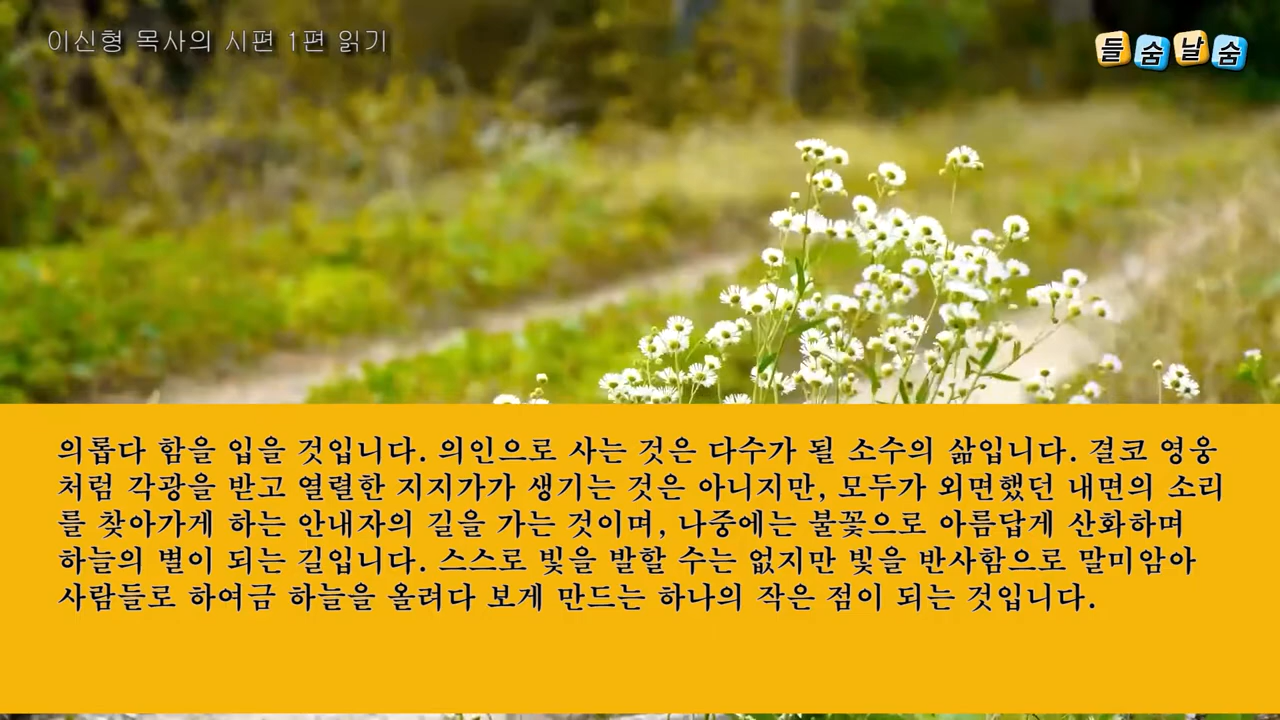 이신형 목사의 시편 1편 읽기
들숨날숨
의롭다 함을 입을 것입니다. 의인으로 사는 것은 다수가 될 소수의 삶입니다. 결코 영웅
처럼 각광을 받고 열렬한 지지가가 생기는 것은 아니지만, 모두가 외면했던 내면의 소리
를 찾아가게 하는 안내자의 길을 가는 것이며, 나중에는 불꽃으로 아름답게 산화하며
하늘의 별이 되는 길입니다. 스스로 빛을 발할 수는 없지만 빛을 반사함으로 말미암아
사람들로 하여금 하늘을 올려다 보게 만드는 하나의 작은 점이 되는 것입니다.